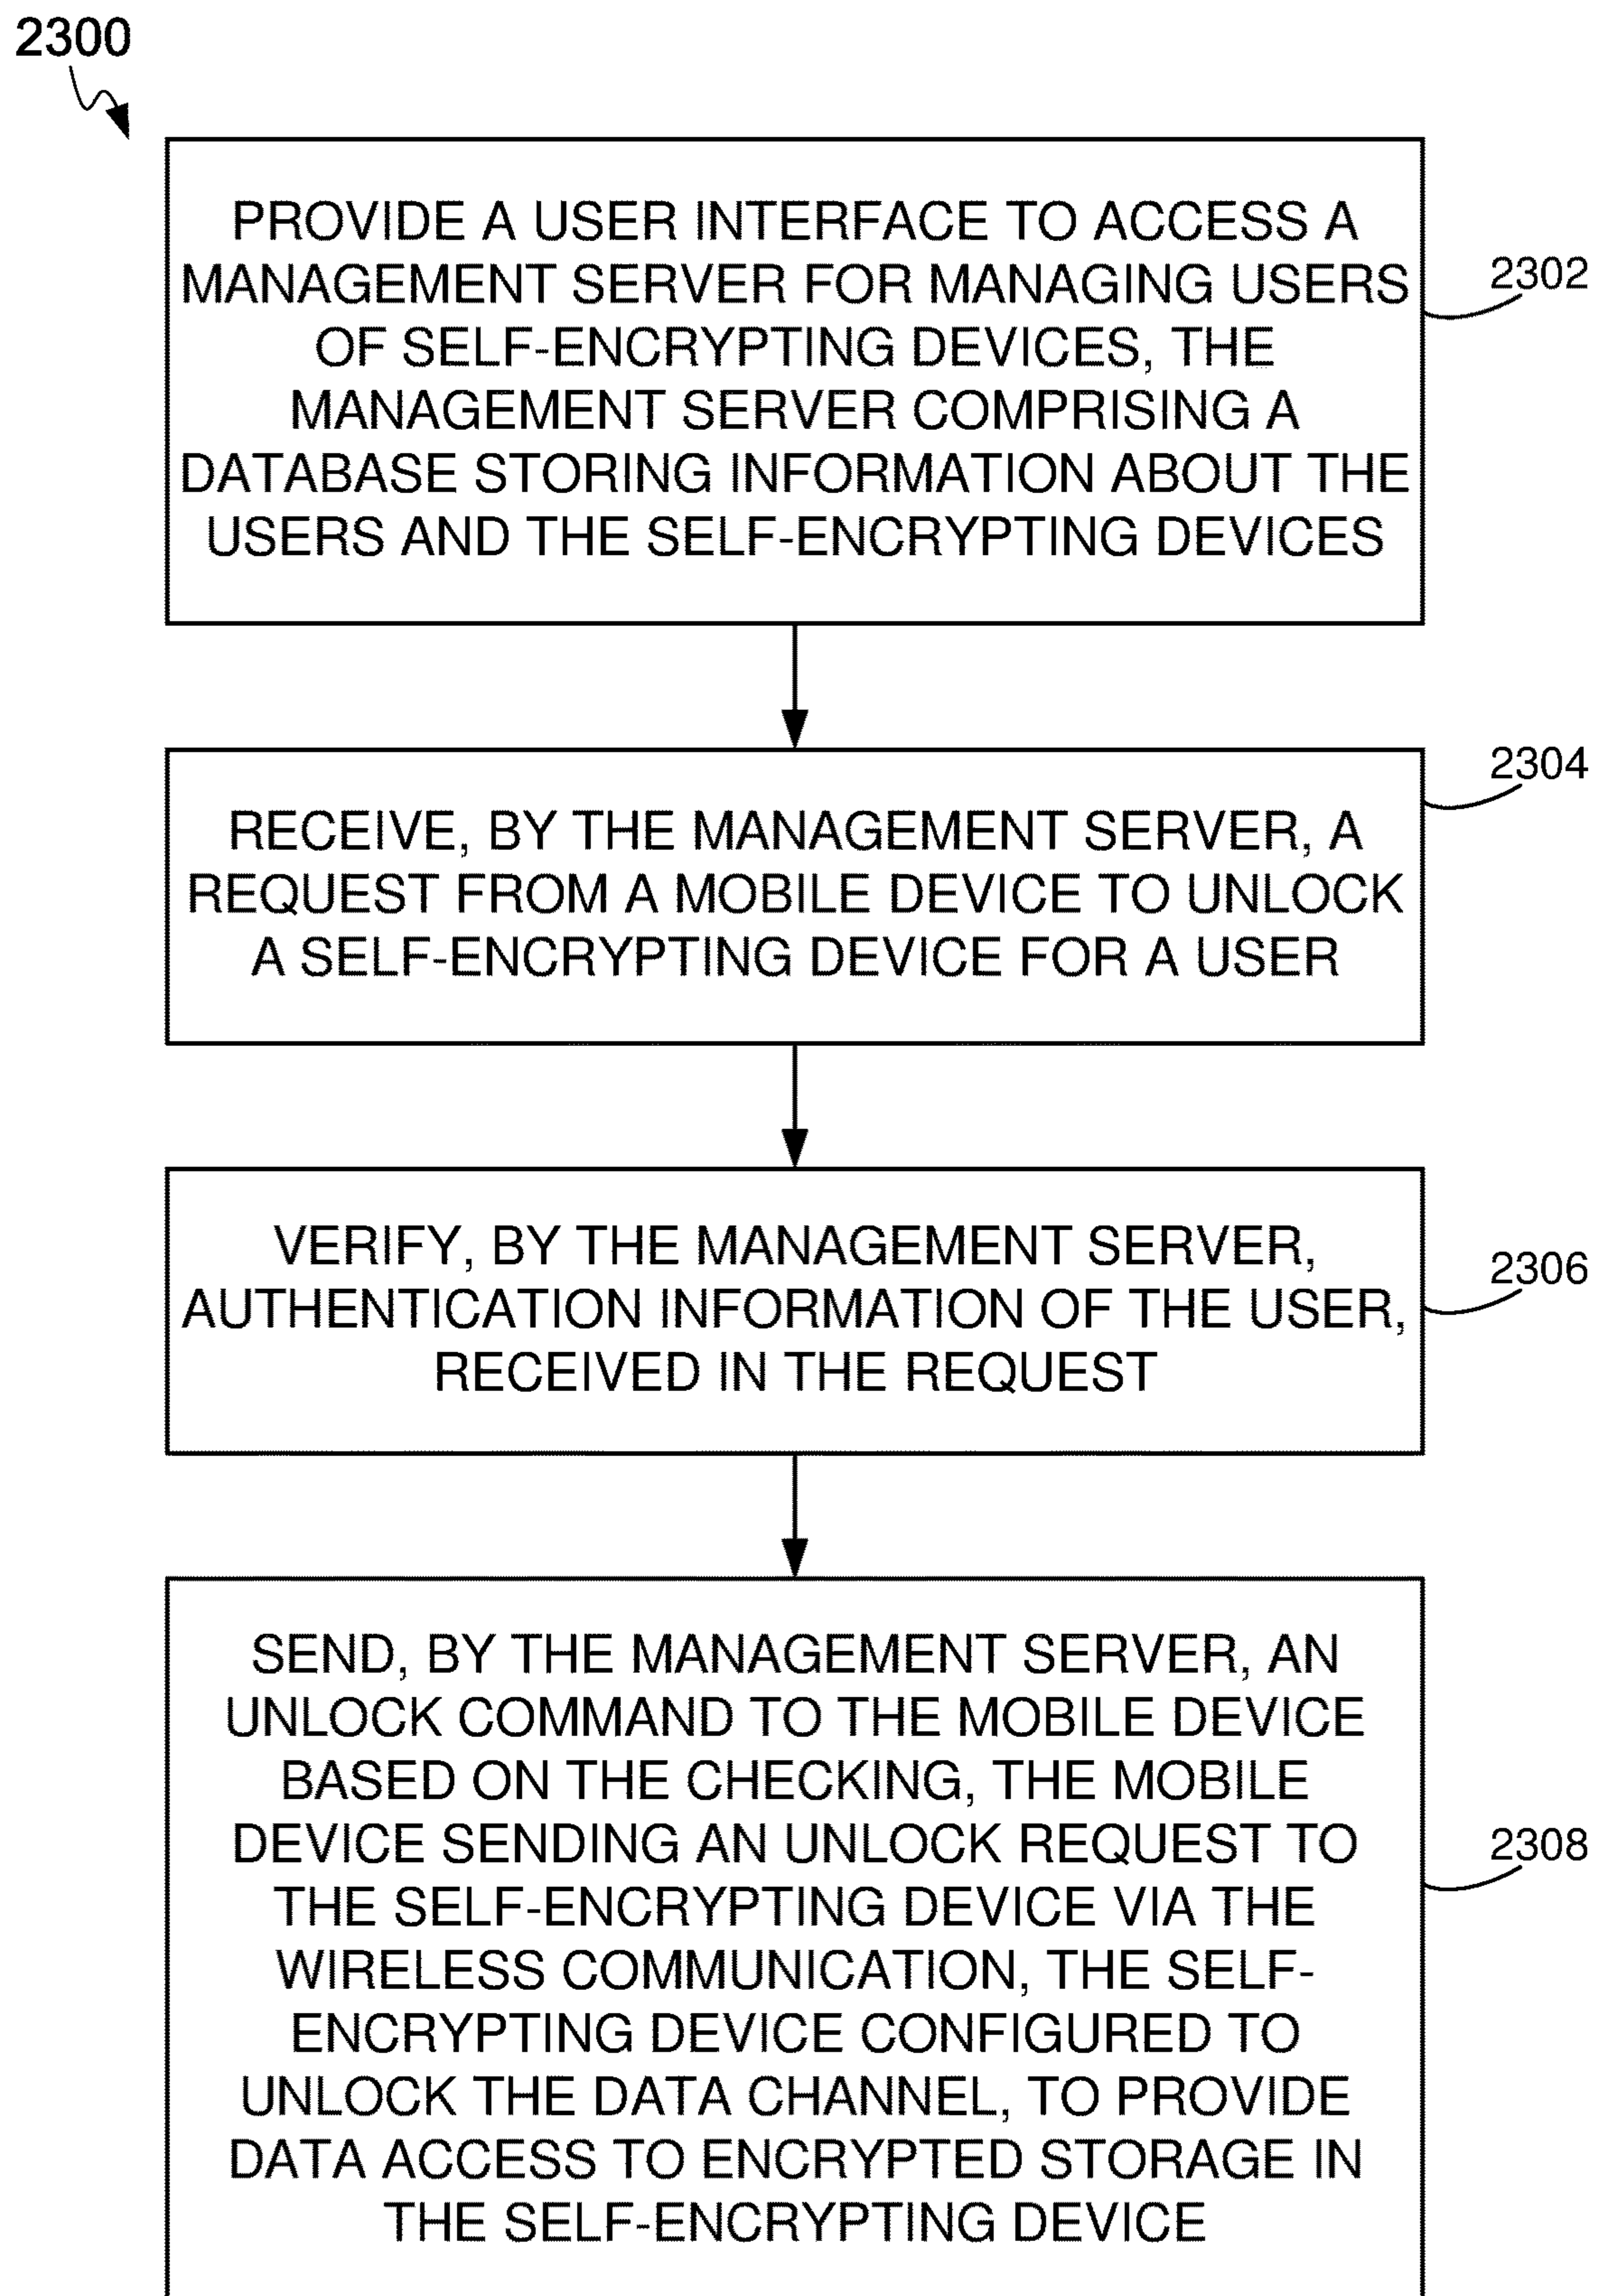 2300
PROVIDE A USER INTERFACE TO ACCESS A
MANAGEMENT SERVER FOR MANAGING USERS
OF SELF-ENCRYPTING DEVICES, THE
MANAGEMENT SERVER COMPRISING A
DATABASE STORING INFORMATION ABOUT THE
USERS AND THE SELF-ENCRYPTING DEVICES
2302
RECEIVE, BY THE MANAGEMENT SERVER, A
REQUEST FROM A MOBILE DEVICE TO UNLOCK
A SELF-ENCRYPTING DEVICE FOR A USER
2304
VERIFY, BY THE MANAGEMENT SERVER,
AUTHENTICATION INFORMATION OF THE USER,
RECEIVED IN THE REQUEST
2306
SEND, BY THE MANAGEMENT SERVER, AN
UNLOCK COMMAND TO THE MOBILE DEVICE
BASED ON THE CHECKING, THE MOBILE
DEVICE SENDING AN UNLOCK REQUEST TO
THE SELF-ENCRYPTING DEVICE VIA THE
WIRELESS COMMUNICATION, THE SELF-
ENCRYPTING DEVICE CONFIGURED TO
UNLOCK THE DATA CHANNEL, TO PROVIDE
DATA ACCESS TO ENCRYPTED STORAGE IN
THE SELF-ENCRYPTING DEVICE
2308